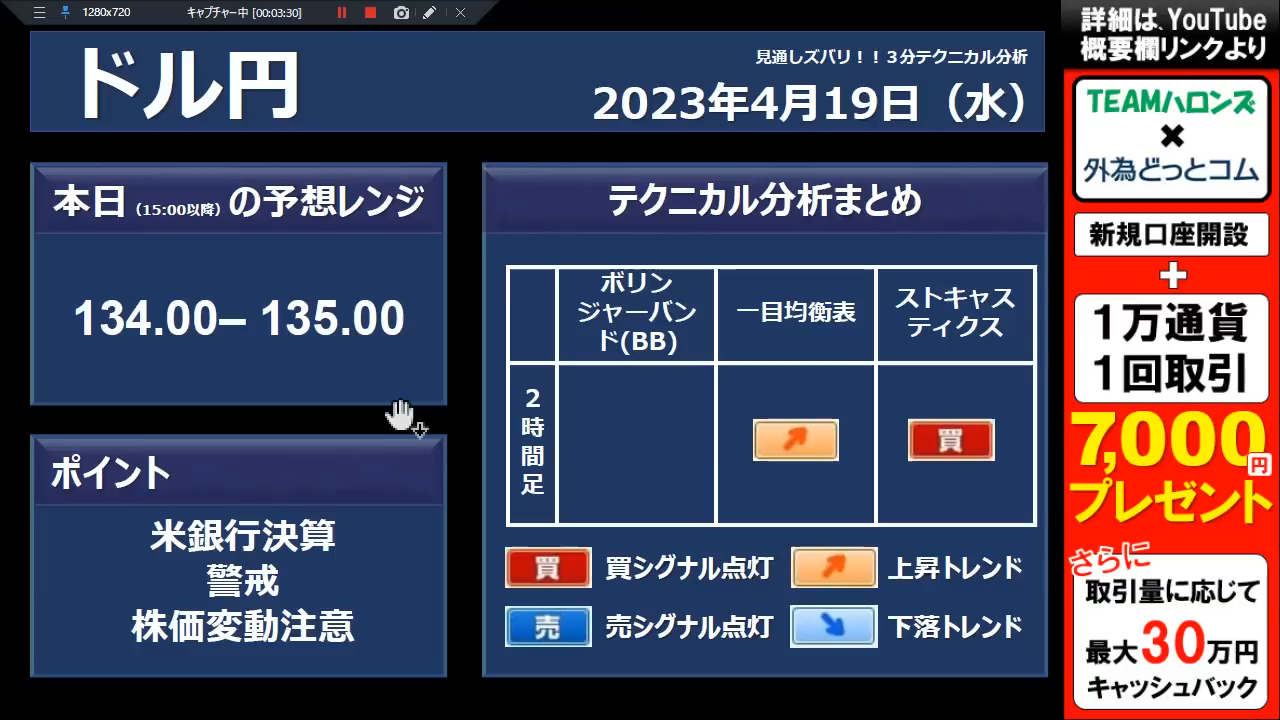 1280x720
キャプチャー中 [00:03:30]
ドル円
見通しズバリ！！３分テクニカル分析
2023年4月19日（水）
本日（15:00以降）の予想レンジ
134.00– 135.00
ポイント
米銀行決算
警戒
株価変動注意
テクニカル分析まとめ
ボリン
ジャーバン
ド(BB)
一目均衡表
ストキャス
ティクス
２
時
間
足
買
買
買シグナル点灯
上昇トレンド
売
売シグナル点灯
下落トレンド
詳細は、YouTube
概要欄リンクより
TEAMハロンズ
×
外為どっとコム
新規口座開設
+
1万通貨
1回取引
7,000円
プレゼント
さらに
取引量に応じて
最大30万円
キャッシュバック